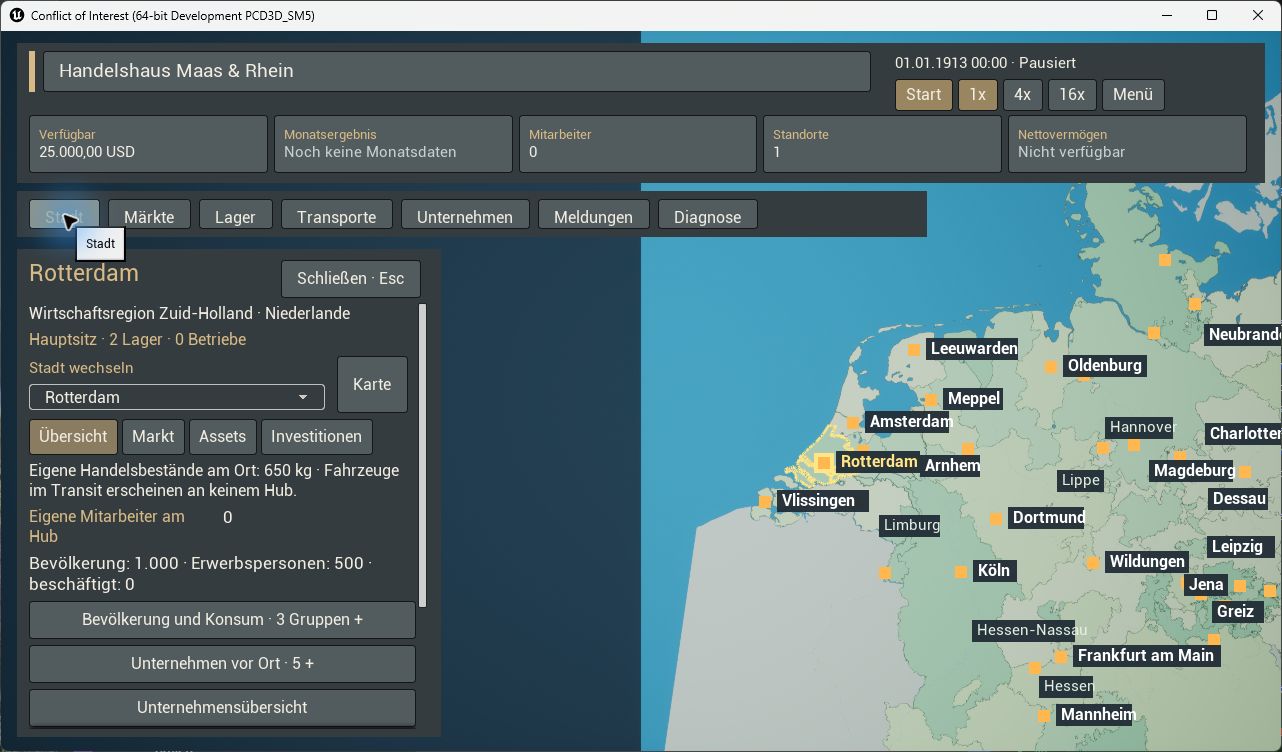 Conflict of Interest (64-bit Development PCD3D_SM5)
Handelshaus Maas & Rhein
01.01.1913 00:00 · Pausiert
Start 1x 4x 16x Menü
Verfügbar
25.000,00 USD
Monatsergebnis
Noch keine Monatsdaten
Mitarbeiter
0
Standorte
1
Nettovermögen
Nicht verfügbar
Stadt Märkte Lager Transporte Unternehmen Meldungen Diagnose
Stadt
Rotterdam
Schließen · Esc
Wirtschaftsregion Zuid-Holland · Niederlande
Hauptsitz · 2 Lager · 0 Betriebe
Stadt wechseln
Rotterdam
Karte
Übersicht Markt Assets Investitionen
Eigene Handelsbestände am Ort: 650 kg · Fahrzeuge
im Transit erscheinen an keinem Hub.
Eigene Mitarbeiter am 0
Hub
Bevölkerung: 1.000 · Erwerbspersonen: 500 ·
beschäftigt: 0
Bevölkerung und Konsum · 3 Gruppen +
Unternehmen vor Ort · 5 +
Unternehmensübersicht
Neubrande
Leeuwarden
Oldenburg
Meppel
Amsterdam
Hannover
Charlotten
Rotterdam
Arnhem
Magdeburg
Lippe
Vlissingen
Dessau
Dortmund
Limburg
Leipzig
Wildungen
Köln
Jena
Greiz
Hessen-Nassau
Frankfurt am Main
Hessen
Mannheim